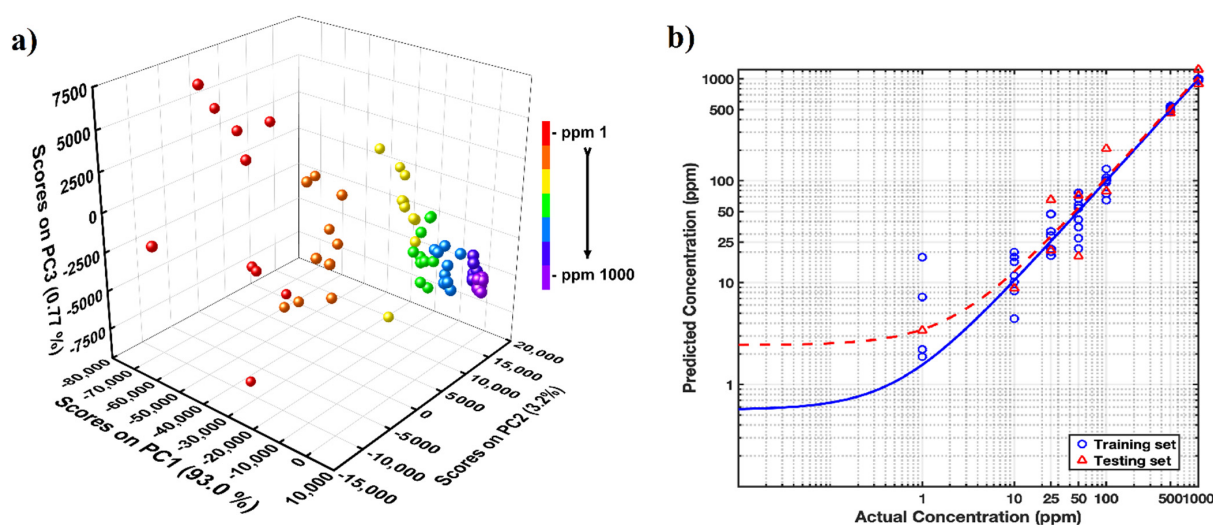 a)
7500
5000
2500
0
-2500
-5000
-7500
Scores on PC3 (0.77 %)
-80,000
-70,000
-60,000
-50,000
-40,000
-30,000
-20,000
-10,000
0
10,000
Scores on PC1 (93.0 %)
-15,000
-10,000
-5000
0
5000
10,000
15,000
20,000
Scores on PC2 (3.2%)
- ppm 1
- ppm 1000
b)
1000
500
100
50
25
10
1
Predicted Concentration (ppm)
1 10 25 50 100 500 1000
Actual Concentration (ppm)
Training set
Testing set